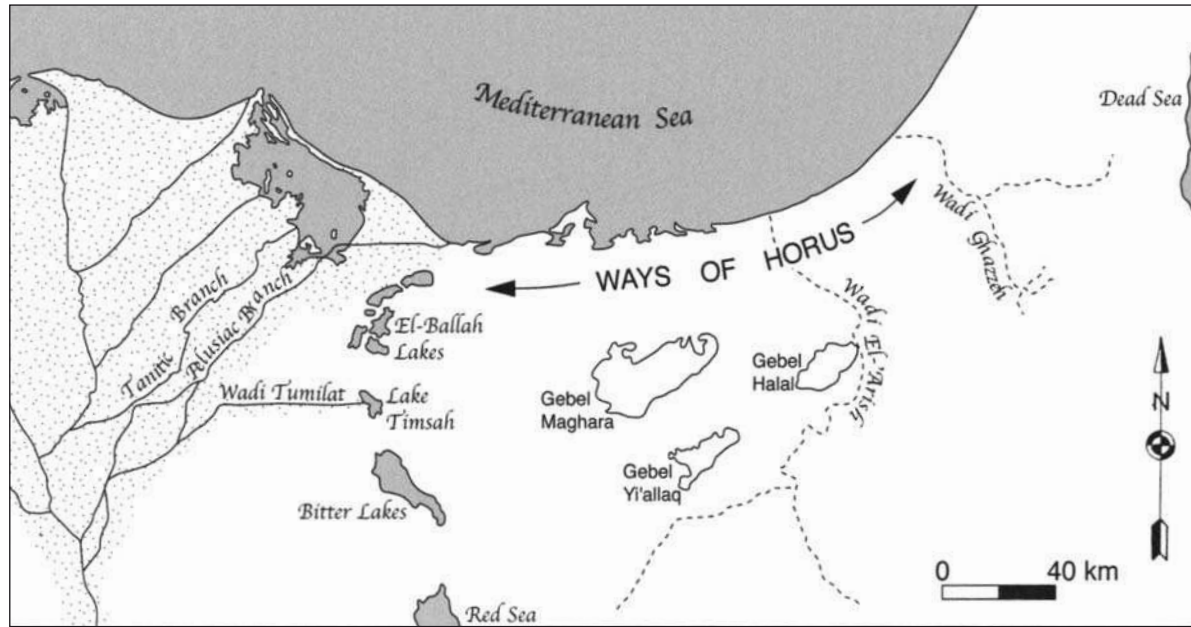 Mediterranean Sea
Dead Sea
Wadi Ghazzeh
WAYS OF HORUS
Wadi El-'Arish
Tanitic Branch
Pelusiac Branch
El-Ballah
Lakes
Wadi Tumilat
Lake
Timsah
Gebel
Maghara
Gebel
Halal
Gebel
Yi'allaq
Bitter Lakes
Red Sea
N
0 40 km